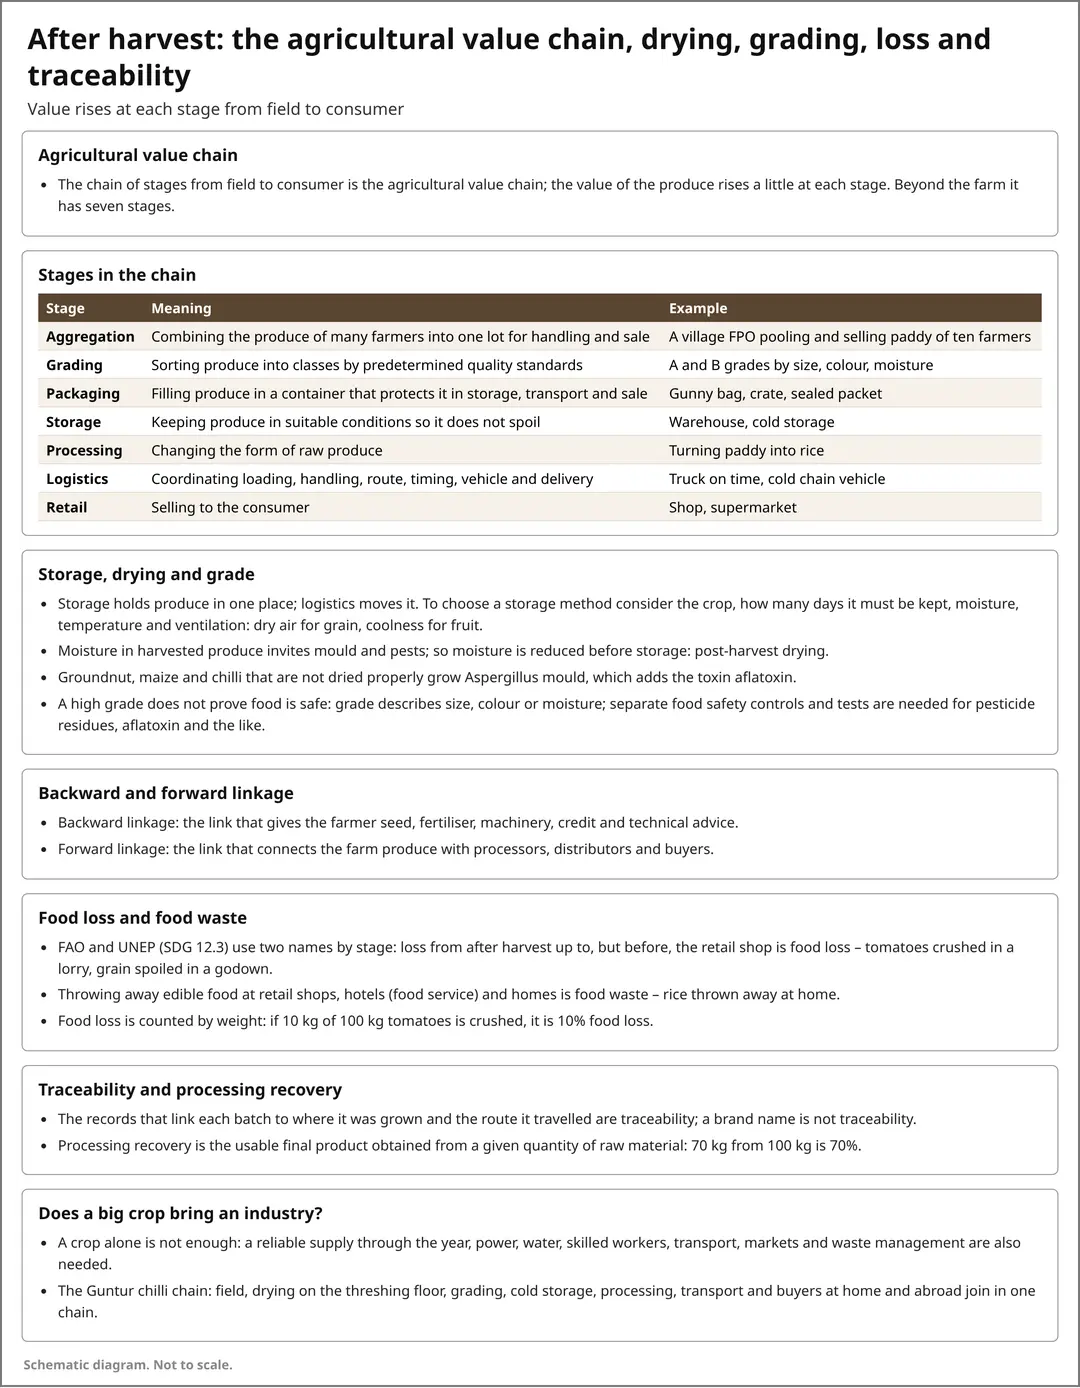 After harvest: the agricultural value chain, drying, grading, loss and
traceability
Value rises at each stage from field to consumer
Agricultural value chain
• The chain of stages from field to consumer is the agricultural value chain; the value of the produce rises a little at each stage. Beyond the farm it
has seven stages.
Stages in the chain
Stage Meaning Example
Aggregation Combining the produce of many farmers into one lot for handling and sale A village FPO pooling and selling paddy of ten farmers
Grading Sorting produce into classes by predetermined quality standards A and B grades by size, colour, moisture
Packaging Filling produce in a container that protects it in storage, transport and sale Gunny bag, crate, sealed packet
Storage Keeping produce in suitable conditions so it does not spoil Warehouse, cold storage
Processing Changing the form of raw produce Turning paddy into rice
Logistics Coordinating loading, handling, route, timing, vehicle and delivery Truck on time, cold chain vehicle
Retail Selling to the consumer Shop, supermarket
Storage, drying and grade
• Storage holds produce in one place; logistics moves it. To choose a storage method consider the crop, how many days it must be kept, moisture,
temperature and ventilation: dry air for grain, coolness for fruit.
• Moisture in harvested produce invites mould and pests; so moisture is reduced before storage: post-harvest drying.
• Groundnut, maize and chilli that are not dried properly grow Aspergillus mould, which adds the toxin aflatoxin.
• A high grade does not prove food is safe: grade describes size, colour or moisture; separate food safety controls and tests are needed for pesticide
residues, aflatoxin and the like.
Backward and forward linkage
• Backward linkage: the link that gives the farmer seed, fertiliser, machinery, credit and technical advice.
• Forward linkage: the link that connects the farm produce with processors, distributors and buyers.
Food loss and food waste
• FAO and UNEP (SDG 12.3) use two names by stage: loss from after harvest up to, but before, the retail shop is food loss – tomatoes crushed in a
lorry, grain spoiled in a godown.
• Throwing away edible food at retail shops, hotels (food service) and homes is food waste – rice thrown away at home.
• Food loss is counted by weight: if 10 kg of 100 kg tomatoes is crushed, it is 10% food loss.
Traceability and processing recovery
• The records that link each batch to where it was grown and the route it travelled are traceability; a brand name is not traceability.
• Processing recovery is the usable final product obtained from a given quantity of raw material: 70 kg from 100 kg is 70%.
Does a big crop bring an industry?
• A crop alone is not enough: a reliable supply through the year, power, water, skilled workers, transport, markets and waste management are also
needed.
• The Guntur chilli chain: field, drying on the threshing floor, grading, cold storage, processing, transport and buyers at home and abroad join in one
chain.
Schematic diagram. Not to scale.